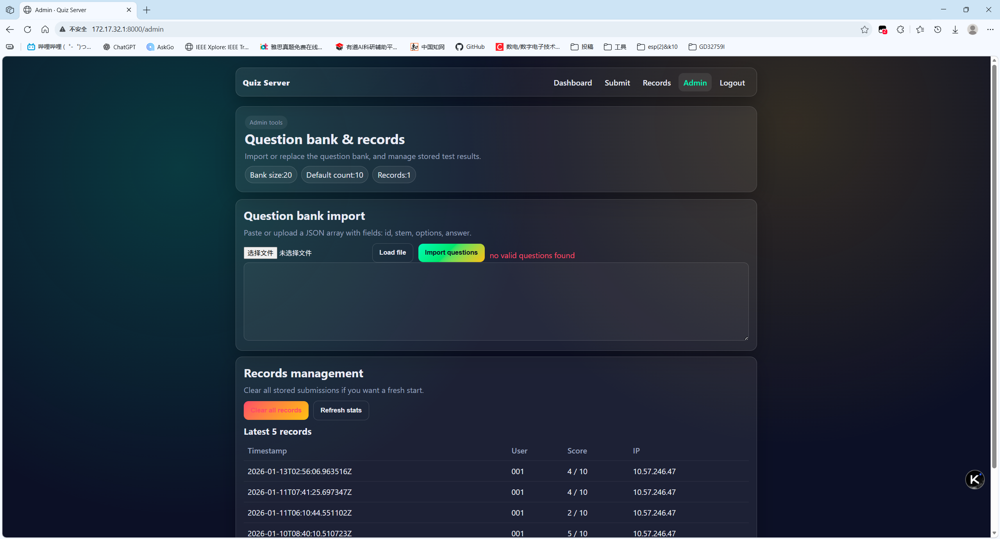 Admin · Quiz Server
不安全 172.17.32.1:8000/admin
2
哔哩哔哩 (゜-゜)つ... ChatGPT AskGo IEEE Xplore: IEEE Tr... 雅思真题免费在线... 有道AI科研辅助平... 中国知网 GitHub 数电/数字电子技术... 投稿 工具 esp{2}&k10 GD32759I
Quiz Server Dashboard Submit Records Admin Logout
Admin tools
Question bank & records
Import or replace the question bank, and manage stored test results.
Bank size:20 Default count:10 Records:1
Question bank import
Paste or upload a JSON array with fields: id, stem, options, answer.
选择文件 未选择文件 Load file Import questions no valid questions found
Records management
Clear all stored submissions if you want a fresh start.
Clear all records Refresh stats
Latest 5 records
Timestamp User Score IP
2026-01-13T02:56:06.963516Z 001 4 / 10 10.57.246.47
2026-01-11T07:41:25.697347Z 001 4 / 10 10.57.246.47
2026-01-11T06:10:44.551102Z 001 2 / 10 10.57.246.47
2026-01-10T08:40:10.510723Z 001 5 / 10 10.57.246.47